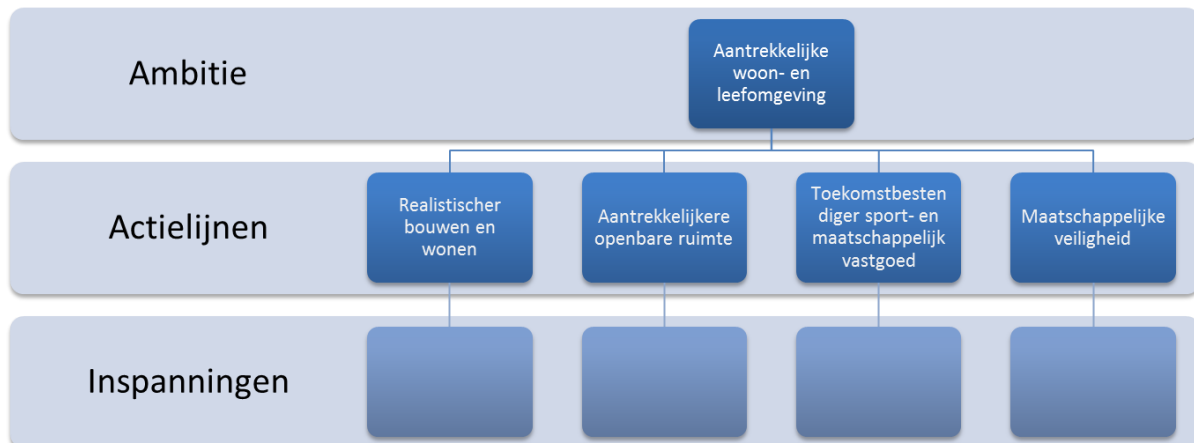 Ambitie
Aantrekkelijke
woon- en
leefomgeving
Actielijnen
Realistischer
bouwen en
wonen
Aantrekkelijkere
openbare ruimte
Toekomstbesten
diger sport- en
maatschappelijk
vastgoed
Maatschappelijke
veiligheid
Inspanningen